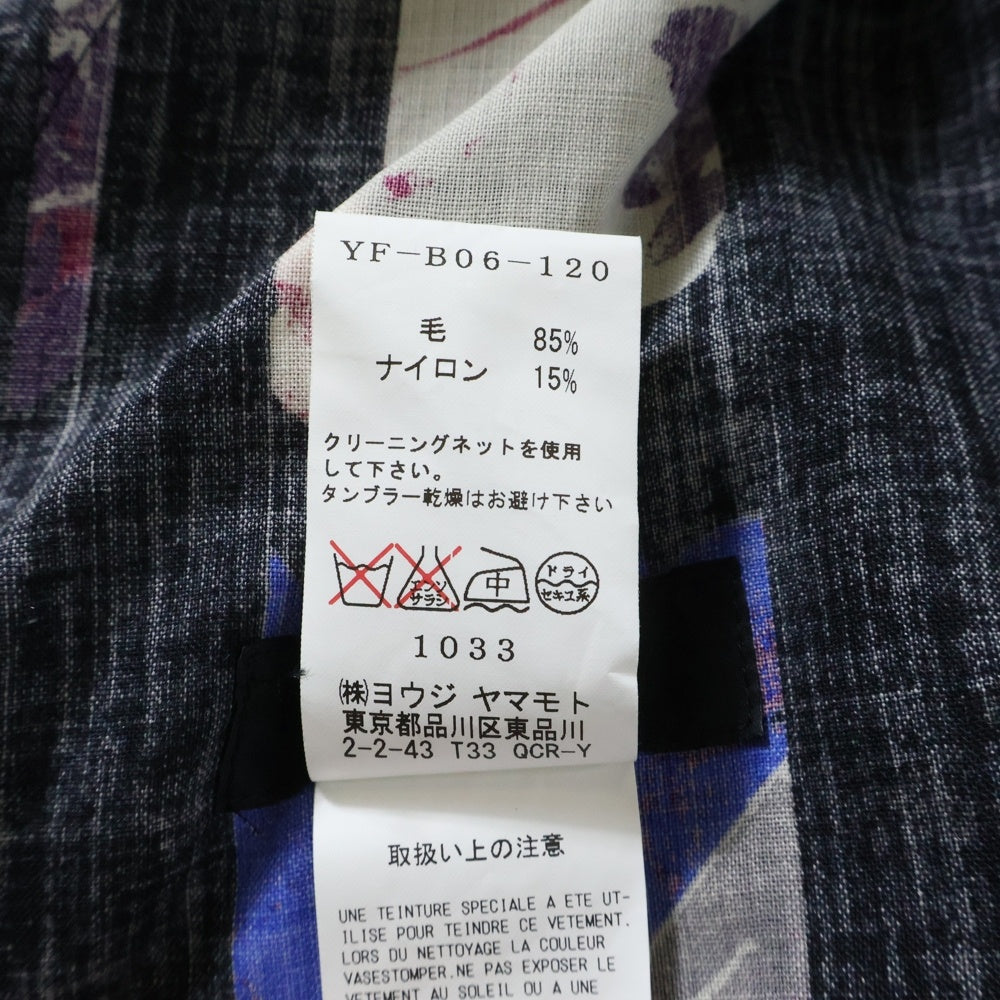 YF-B06-120
毛 85%
ナイロン 15%
クリーニングネットを使用
して下さい。
タンブラー乾燥はお避け下さい
エンソ
サラシ
中
ドライ
セキユ系
1033
㈱ヨウジ ヤマモト
東京都品川区東品川
2-2-43 T33 QCR-Y
取扱い上の注意
UNE TEINTURE SPECIALE A ETE UT-
ILISE POUR TEINDRE CE VETEMENT.
LORS DU NETTOYAGE LA COULEUR
VASESTOMPER.NE PAS EXPOSER LE
VETEMENT AU SOLEIL OU A UNE